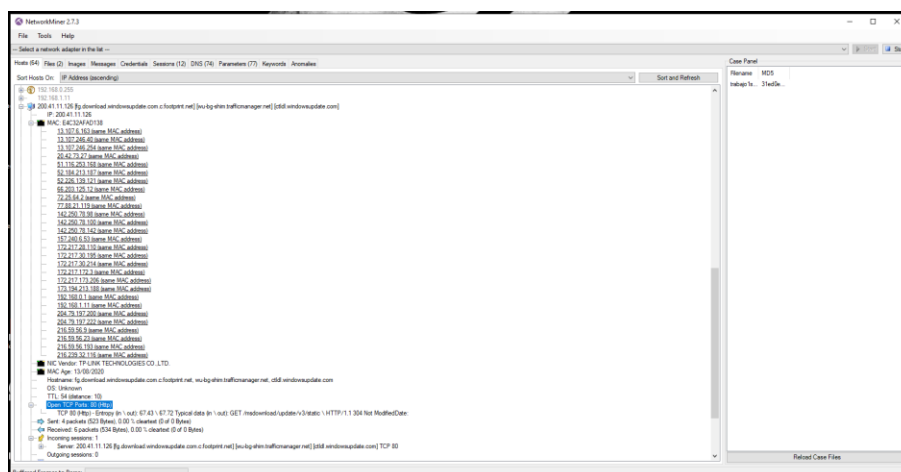 NetworkMiner 2.7.3
File Tools Help
--- Select a network adapter in the list ---
Hosts (64) Files (2) Images Messages Credentials Sessions (12) DNS (74) Parameters (77) Keywords Anomalies
Sort Hosts On: IP Address (ascending)
Sort and Refresh
192.168.0.255
192.168.1.11
200.41.11.126 [fg.download.windowsupdate.com.c.footprint.net] [wu-bg-shim.trafficmanager.net] [ctldl.windowsupdate.com]
IP: 200.41.11.126
MAC: E4C32AFAD138
13.107.6.163 (same MAC address)
13.107.246.40 (same MAC address)
13.107.246.254 (same MAC address)
20.42.73.27 (same MAC address)
51.116.253.168 (same MAC address)
52.184.213.187 (same MAC address)
52.226.139.121 (same MAC address)
66.203.125.12 (same MAC address)
72.25.64.2 (same MAC address)
77.88.21.119 (same MAC address)
142.250.78.98 (same MAC address)
142.250.78.100 (same MAC address)
142.250.78.142 (same MAC address)
157.240.6.53 (same MAC address)
172.217.28.110 (same MAC address)
172.217.30.195 (same MAC address)
172.217.30.214 (same MAC address)
172.217.172.3 (same MAC address)
172.217.173.206 (same MAC address)
173.194.213.188 (same MAC address)
192.168.0.1 (same MAC address)
192.168.1.11 (same MAC address)
204.79.197.200 (same MAC address)
204.79.197.222 (same MAC address)
216.59.56.9 (same MAC address)
216.59.56.23 (same MAC address)
216.59.56.193 (same MAC address)
216.239.32.116 (same MAC address)
NIC Vendor: TP-LINK TECHNOLOGIES CO.,LTD.
MAC Age: 13/08/2020
Hostname: fg.download.windowsupdate.com.c.footprint.net, wu-bg-shim.trafficmanager.net, ctldl.windowsupdate.com
OS: Unknown
TTL: 54 (distance: 10)
Open TCP Ports: 80 (Http)
TCP 80 (Http) - Entropy (in \ out): 67.43 \ 67.72 Typical data (in \ out): GET /msdownload/update/v3/static \ HTTP/1.1 304 Not ModifiedDate:
Sent: 4 packets (523 Bytes), 0.00 % cleartext (0 of 0 Bytes)
Received: 6 packets (534 Bytes), 0.00 % cleartext (0 of 0 Bytes)
Incoming sessions: 1
Server: 200.41.11.126 [fg.download.windowsupdate.com.c.footprint.net] [wu-bg-shim.trafficmanager.net] [ctldl.windowsupdate.com] TCP 80
Outgoing sessions: 0
Case Panel
Filename MD5
trabajo1s... 31ed0e...
Reload Case Files